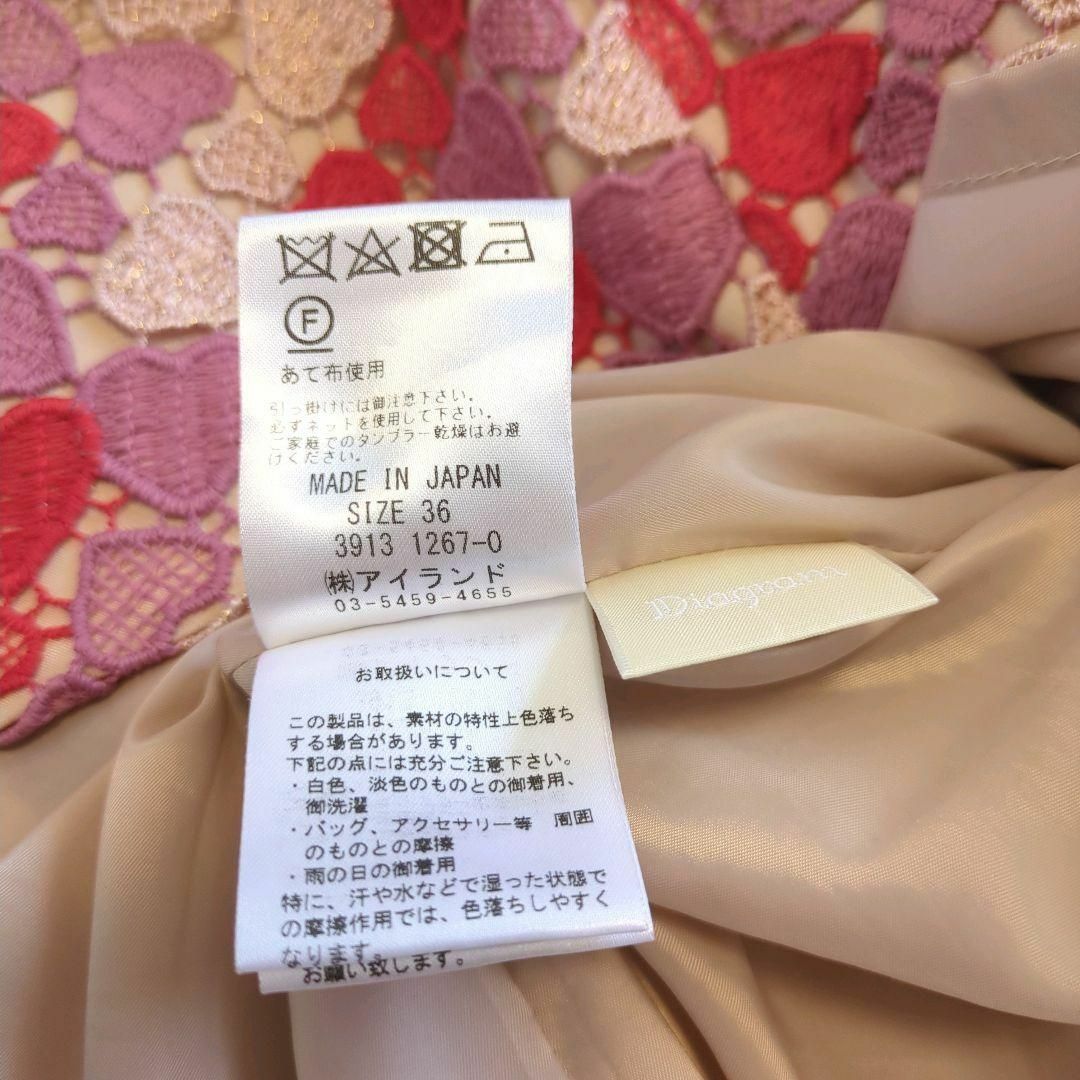 F
あて布使用
引っ掛けには御注意下さい。
必ずネットを使用して下さい。
ご家庭でのタンブラー乾燥はお避
けください。
MADE IN JAPAN
SIZE 36
3913 1267-0
㈱アイランド
03-5459-4655
Diagram
お取扱いについて
この製品は、素材の特性上色落ち
する場合があります。
下記の点には充分ご注意下さい。
・白色、淡色のものとの御着用、
御洗濯
・バッグ、アクセサリー等 周囲
のものとの摩擦
・雨の日の御着用
特に、汗や水などで湿った状態で
の摩擦作用では、色落ちしやすく
なります。
お願い致します。